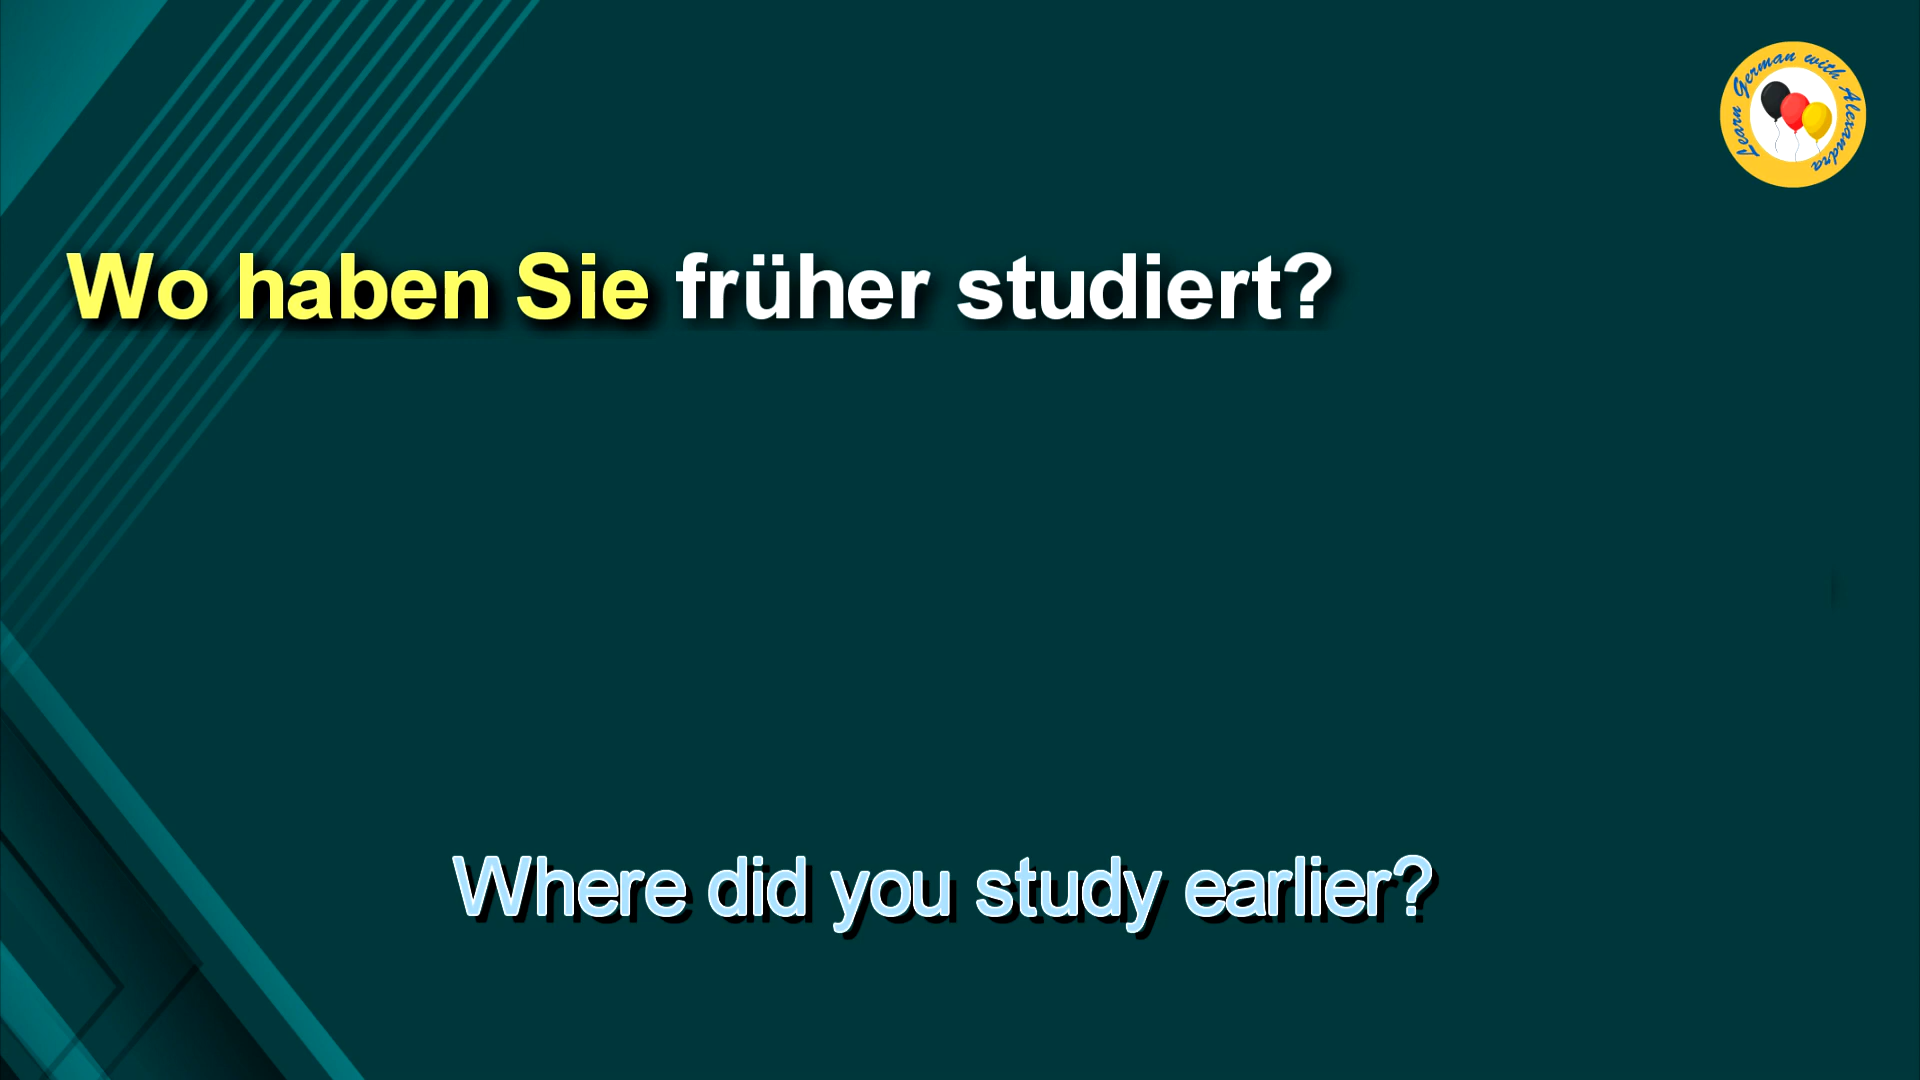 Learn German with Alexandra
Wo haben Sie früher studiert?
Where did you study earlier?